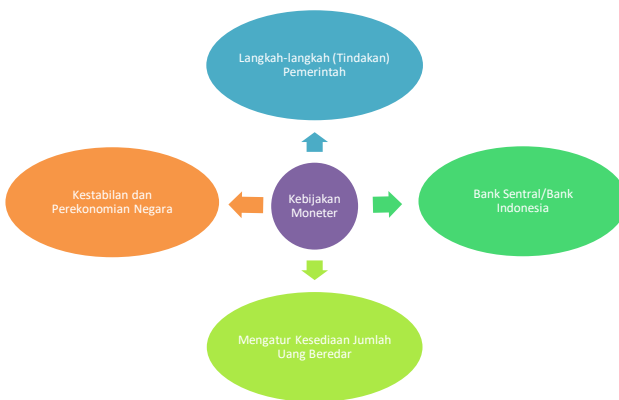 Langkah-langkah (Tindakan)
Pemerintah
Kestabilan dan
Perekonomian Negara
Kebijakan
Moneter
Bank Sentral/Bank
Indonesia
Mengatur Kesediaan Jumlah
Uang Beredar